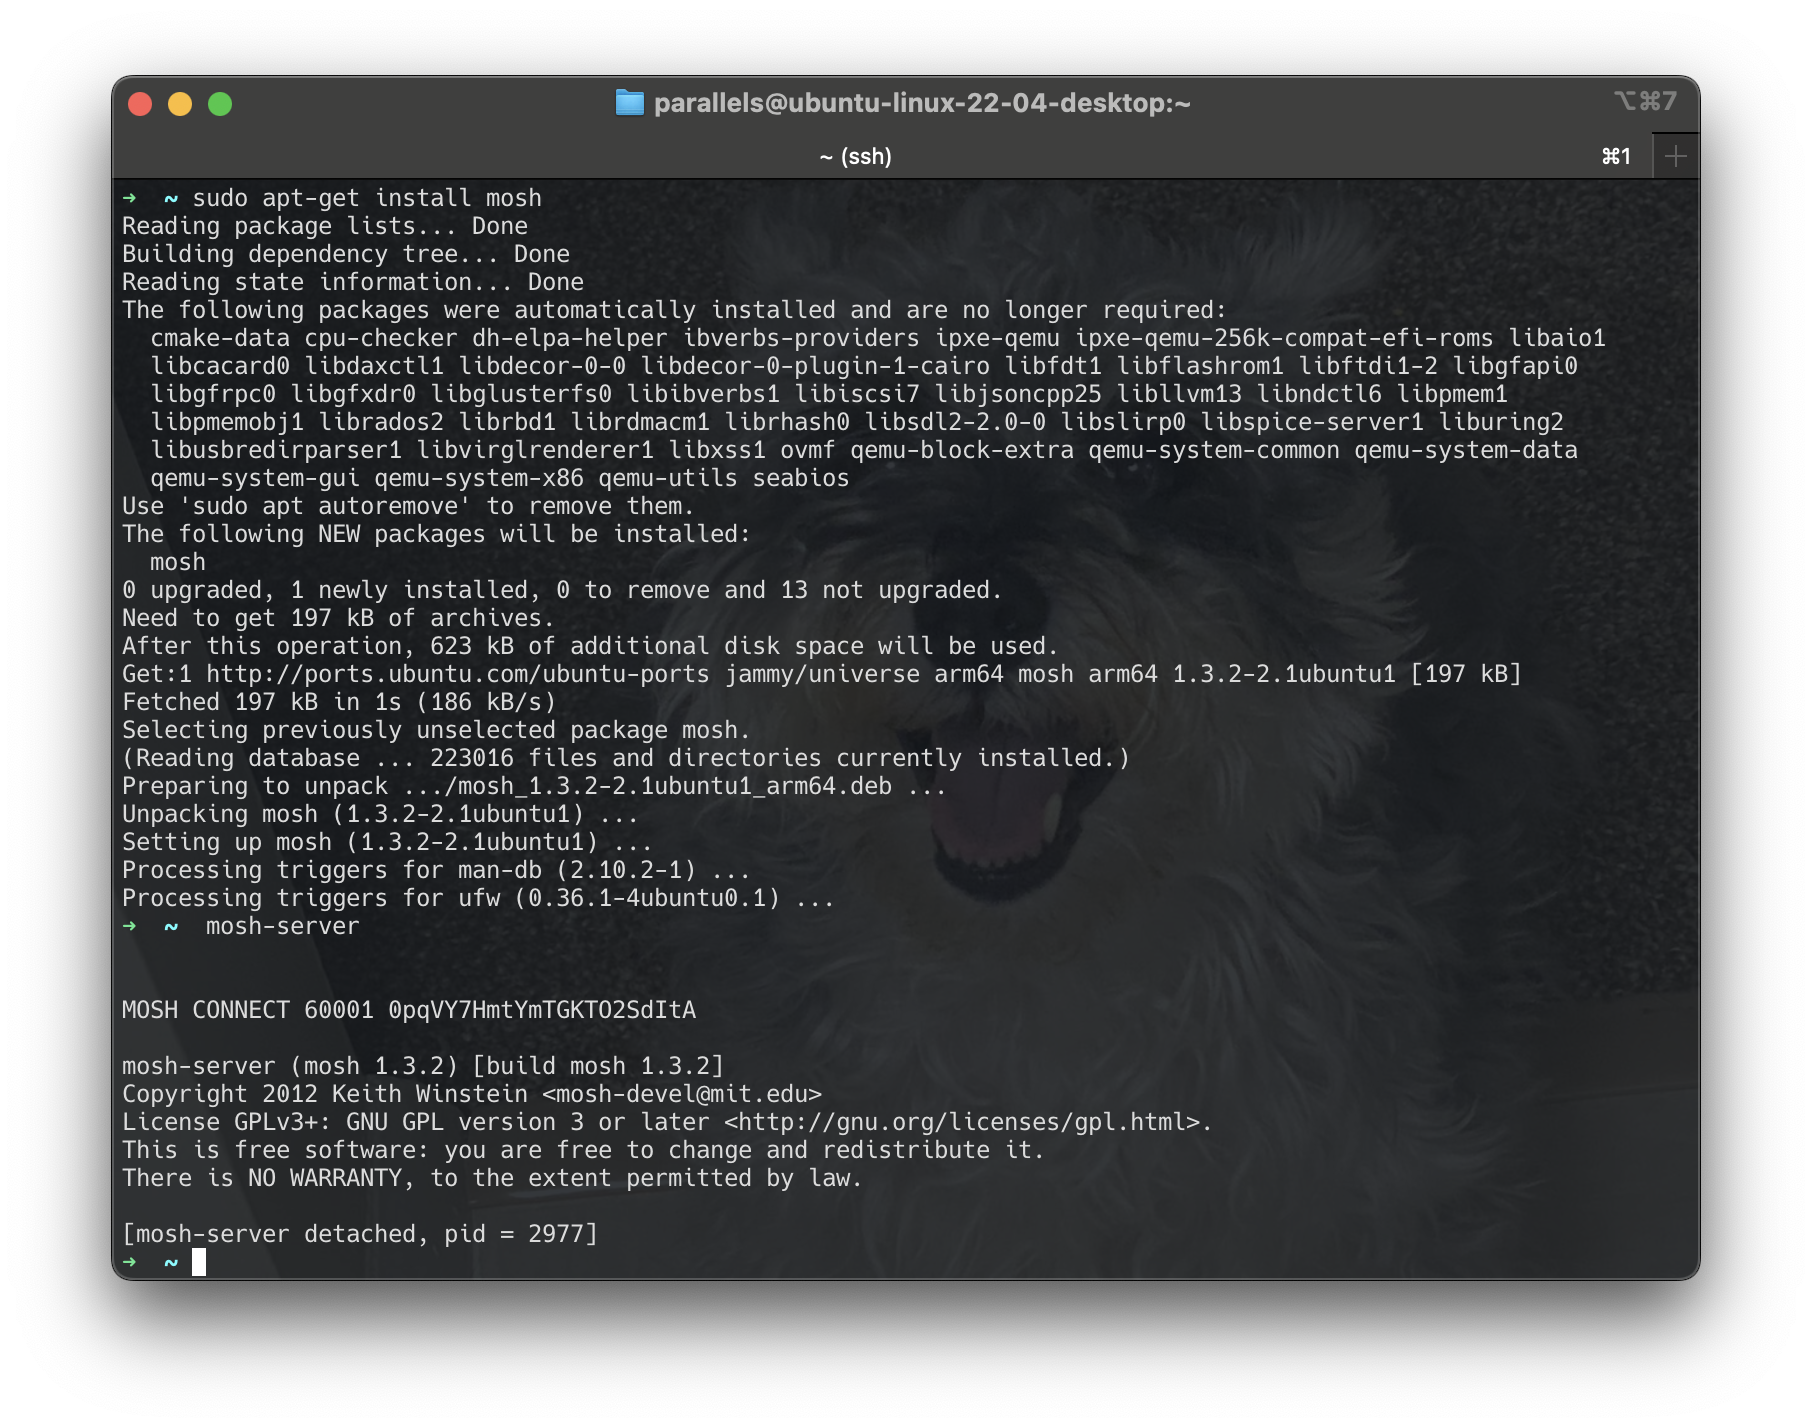 parallels@ubuntu-linux-22-04-desktop:~
⌥⌘7
~ (ssh)
⌘1
➜  ~ sudo apt-get install mosh
Reading package lists... Done
Building dependency tree... Done
Reading state information... Done
The following packages were automatically installed and are no longer required:
  cmake-data cpu-checker dh-elpa-helper ibverbs-providers ipxe-qemu ipxe-qemu-256k-compat-efi-roms libaio1
  libcacard0 libdaxctl1 libdecor-0-0 libdecor-0-plugin-1-cairo libfdt1 libflashrom1 libftdi1-2 libgfapi0
  libgfrpc0 libgfxdr0 libglusterfs0 libibverbs1 libiscsi7 libjsoncpp25 libllvm13 libndctl6 libpmem1
  libpmemobj1 librados2 librbd1 librdmacm1 librhash0 libsdl2-2.0-0 libslirp0 libspice-server1 liburing2
  libusbredirparser1 libvirglrenderer1 libxss1 ovmf qemu-block-extra qemu-system-common qemu-system-data
  qemu-system-gui qemu-system-x86 qemu-utils seabios
Use 'sudo apt autoremove' to remove them.
The following NEW packages will be installed:
  mosh
0 upgraded, 1 newly installed, 0 to remove and 13 not upgraded.
Need to get 197 kB of archives.
After this operation, 623 kB of additional disk space will be used.
Get:1 http://ports.ubuntu.com/ubuntu-ports jammy/universe arm64 mosh arm64 1.3.2-2.1ubuntu1 [197 kB]
Fetched 197 kB in 1s (186 kB/s)
Selecting previously unselected package mosh.
(Reading database ... 223016 files and directories currently installed.)
Preparing to unpack .../mosh_1.3.2-2.1ubuntu1_arm64.deb ...
Unpacking mosh (1.3.2-2.1ubuntu1) ...
Setting up mosh (1.3.2-2.1ubuntu1) ...
Processing triggers for man-db (2.10.2-1) ...
Processing triggers for ufw (0.36.1-4ubuntu0.1) ...
➜  ~  mosh-server
MOSH CONNECT 60001 0pqVY7HmtYmTGKTO2SdItA
mosh-server (mosh 1.3.2) [build mosh 1.3.2]
Copyright 2012 Keith Winstein <mosh-devel@mit.edu>
License GPLv3+: GNU GPL version 3 or later <http://gnu.org/licenses/gpl.html>.
This is free software: you are free to change and redistribute it.
There is NO WARRANTY, to the extent permitted by law.
[mosh-server detached, pid = 2977]
➜  ~